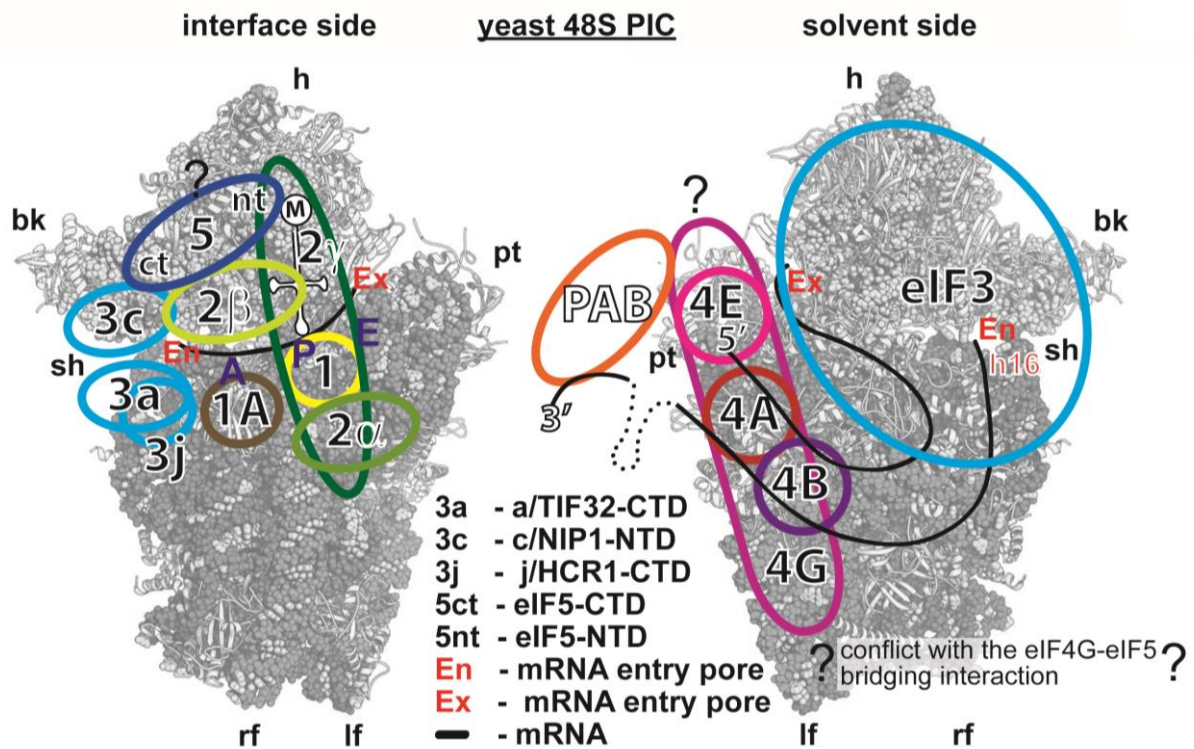 interface side
yeast 48S PIC
solvent side
h
h
?
nt
M
bk
5
2γ
pt
ct
Ex
3c
2β
E
En
P
sh
A
1
3a
1A
2α
3j
?
bk
PAB
4E
Ex
eIF3
5'
En
sh
pt
h16
3'
4A
4B
4G
3a - a/TIF32-CTD
3c - c/NIP1-NTD
3j - j/HCR1-CTD
5ct - eIF5-CTD
5nt - eIF5-NTD
En - mRNA entry pore
Ex - mRNA entry pore
- mRNA
? conflict with the eIF4G-eIF5 ?
bridging interaction
rf
lf
lf
rf